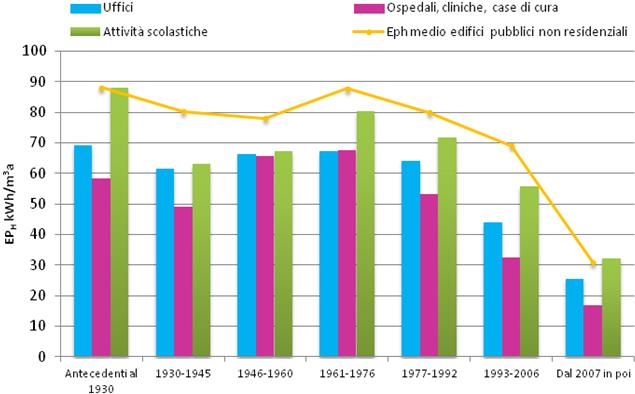 Uffici
Ospedali, cliniche, case di cura
Attività scolastiche
Eph medio edifici pubblici non residenziali
100
90
80
70
60
50
40
30
20
10
0
EPH kWh/m³a
Antecedenti al
1930
1930-1945
1946-1960
1961-1976
1977-1992
1993-2006
Dal 2007 in poi